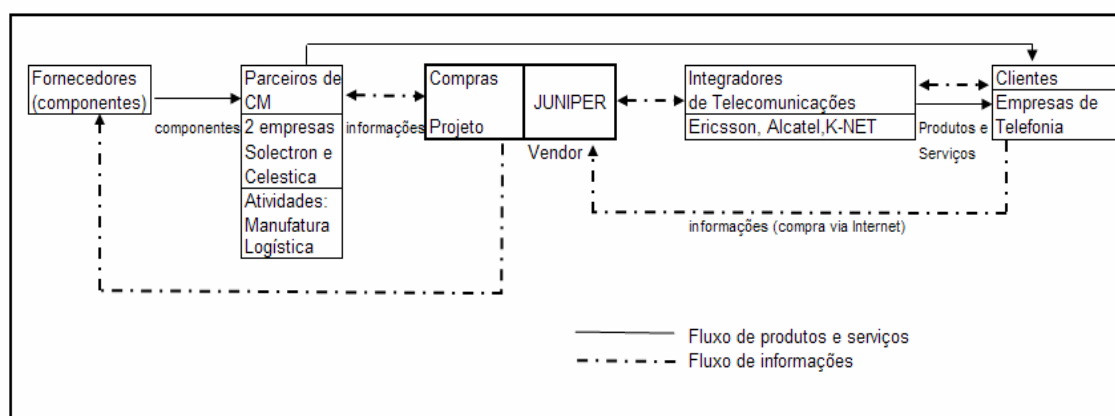 Fornecedores
(componentes)
componentes
Parceiros de
CM
2 empresas
Solectron e
Celestica
Atividades:
Manufatura
Logística
informações
Compras
Projeto
JUNIPER
Vendor
Integradores
de Telecomunicações
Ericsson, Alcatel,K-NET
Produtos e
Serviços
Clientes
Empresas de
Telefonia
informações (compra via Internet)
Fluxo de produtos e serviços
Fluxo de informações